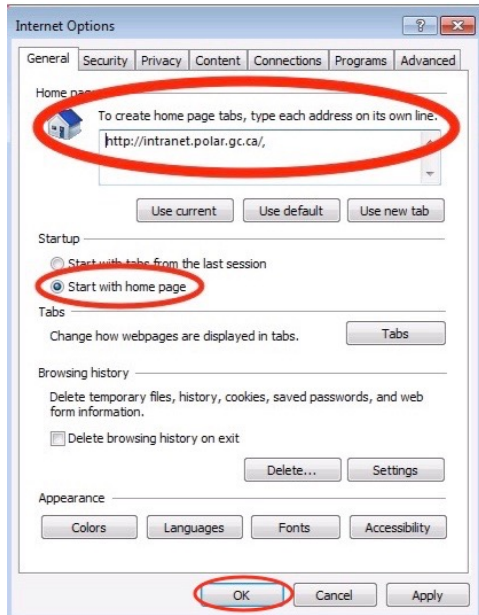 Internet Options
General Security Privacy Content Connections Programs Advanced
Home page
To create home page tabs, type each address on its own line.
http://intranet.polar.gc.ca/,
Use current Use default Use new tab
Startup
Start with tabs from the last session
Start with home page
Tabs
Change how webpages are displayed in tabs. Tabs
Browsing history
Delete temporary files, history, cookies, saved passwords, and web
form information.
Delete browsing history on exit
Delete... Settings
Appearance
Colors Languages Fonts Accessibility
OK Cancel Apply